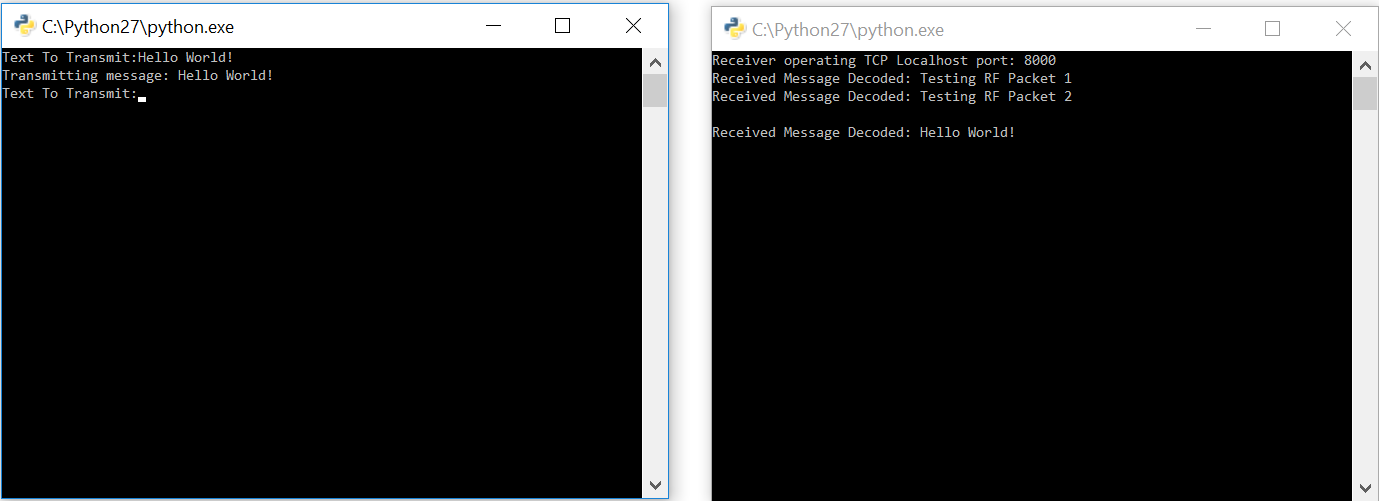 C:\Python27\python.exe
Text To Transmit:Hello World!
Transmitting message: Hello World!
Text To Transmit:
C:\Python27\python.exe
Receiver operating TCP Localhost port: 8000
Received Message Decoded: Testing RF Packet 1
Received Message Decoded: Testing RF Packet 2
Received Message Decoded: Hello World!